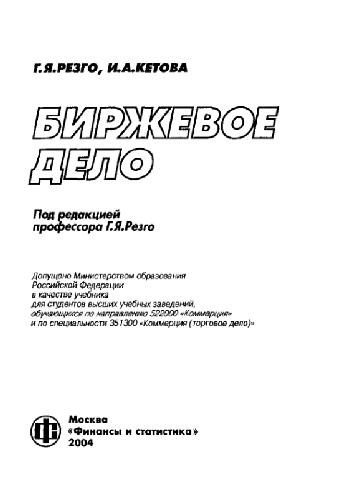 Г.Я.РЕЗГО, И.А.КЕТОВА
БИРЖЕВОЕ
ДЕЛО
Под редакцией
профессора Г.Я.Резго
Допущено Министерством образования
Российской Федерации
в качестве учебника
для студентов высших учебных заведений,
обучающихся по направлению 522000 «Коммерция»
и по специальности 351300 «Коммерция (торговое дело)»
Москва
«Финансы и статистика»
2004